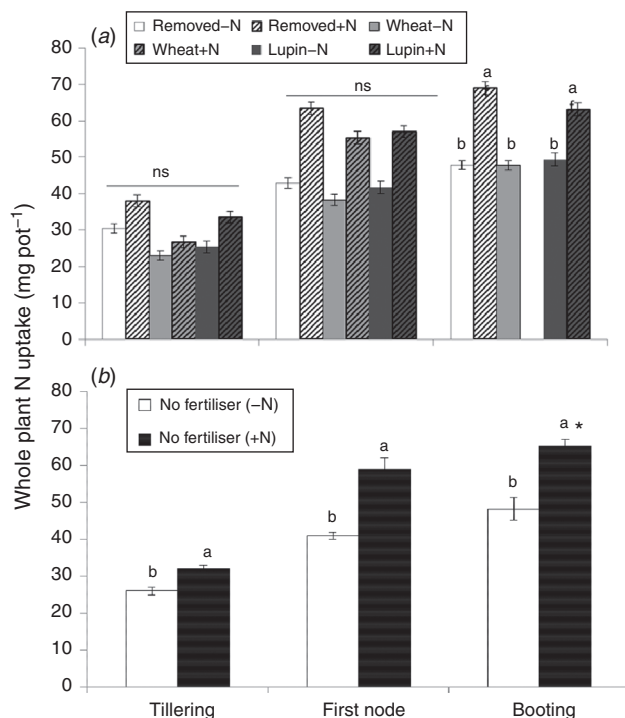 (a)
Removed–N Removed+N Wheat–N
Wheat+N Lupin–N Lupin+N
80
70
60
50
40
30
20
10
0
ns
ns
b
a
b
b
a
Whole plant N uptake (mg pot⁻¹)
(b)
No fertiliser (–N)
No fertiliser (+N)
80
70
60
50
40
30
20
10
0
b
a
b
a
b
a *
Tillering First node Booting